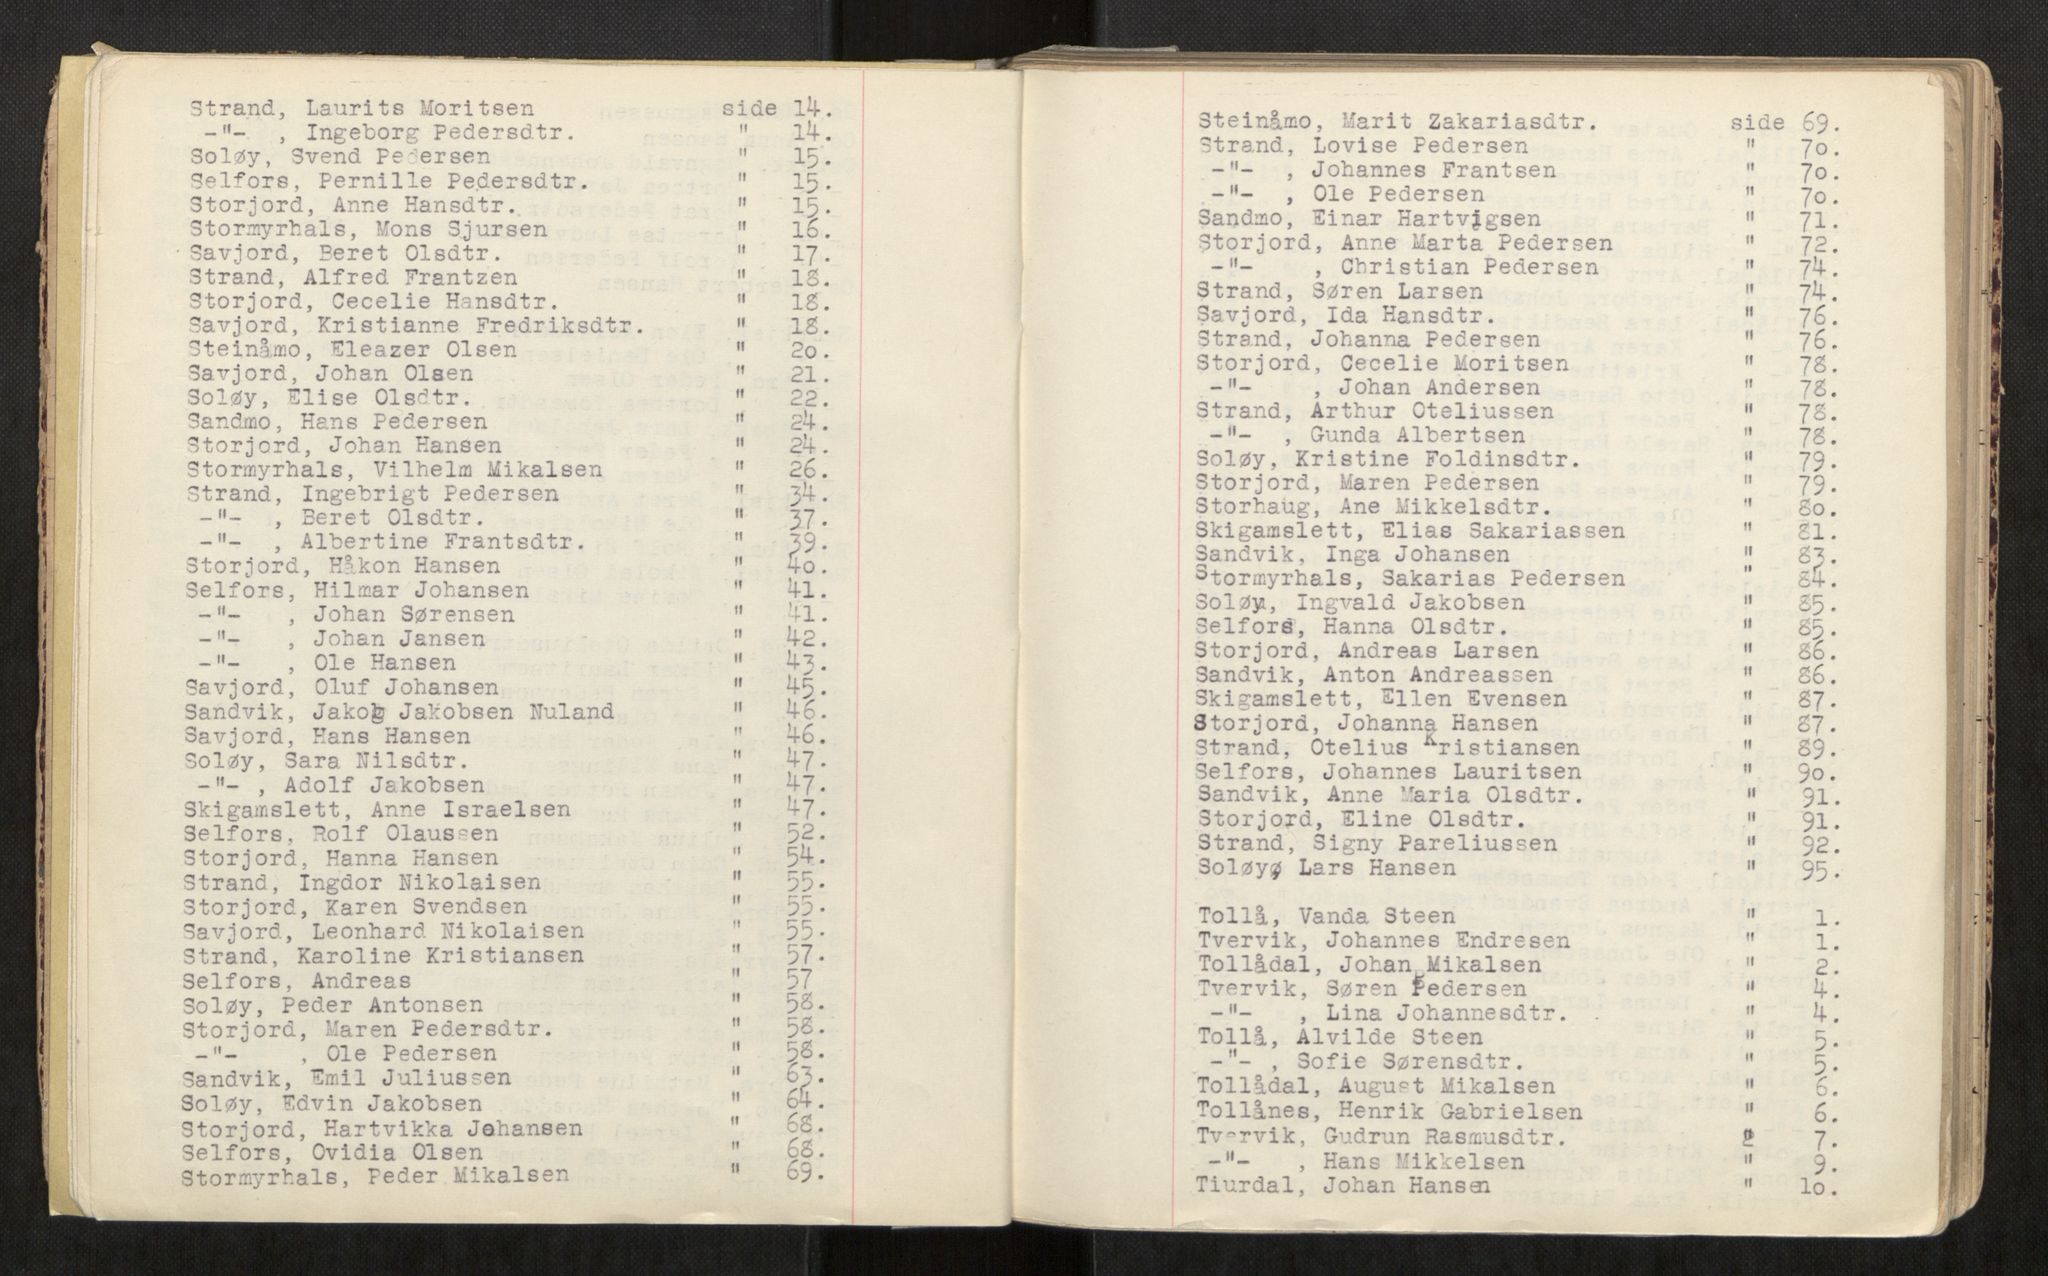 Strand, Laurits Moritsen side 14.
-"- , Ingeborg Pedersdtr. " 14.
Soløy, Svend Pedersen " 15.
Selfors, Pernille Pedersdtr. " 15.
Storjord, Anne Hansdtr. " 15.
Stormyrhals, Mons Sjursen " 16.
Savjord, Beret Olsdtr. " 17.
Strand, Alfred Frantzen " 18.
Storjord, Cecelie Hansdtr. " 18.
Savjord, Kristianne Fredriksdtr. " 18.
Steinåmo, Eleazer Olsen " 20.
Savjord, Johan Olsen " 21.
Soløy, Elise Olsdtr. " 22.
Sandmo, Hans Pedersen " 24.
Storjord, Johan Hansen " 24.
Stormyrhals, Vilhelm Mikalsen " 26.
Strand, Ingebrigt Pedersen " 34.
-"- , Beret Olsdtr. " 37.
-"- , Albertine Frantsdtr. " 39.
Storjord, Håkon Hansen " 40.
Selfors, Hilmar Johansen " 41.
-"- , Johan Sørensen " 41.
-"- , Johan Jansen " 42.
-"- , Ole Hansen " 43.
Savjord, Oluf Johansen " 45.
Sandvik, Jakob Jakobsen Nuland " 46.
Savjord, Hans Hansen " 46.
Soløy, Sara Nilsdtr. " 47.
-"- , Adolf Jakobsen " 47.
Skigamslett, Anne Israelsen " 47.
Selfors, Rolf Olaussen " 52.
Storjord, Hanna Hansen " 54.
Strand, Ingdor Nikolaisen " 55.
Storjord, Karen Svendsen " 55.
Savjord, Leonhard Nikolaisen " 55.
Strand, Karoline Kristiansen " 57.
Selfors, Andreas " 57
Soløy, Peder Antonsen " 58.
Storjord, Maren Pedersdtr. " 58.
-"- , Ole Pedersen " 58.
Sandvik, Emil Juliussen " 63.
Soløy, Edvin Jakobsen " 64.
Storjord, Hartvikka Johansen " 68.
Selfors, Ovidia Olsen " 68.
Stormyrhals, Peder Mikalsen " 69.
Steinåmo, Marit Zakariasdtr. side 69.
Strand, Lovise Pedersen " 70.
-"- , Johannes Frantsen " 70.
-"- , Ole Pedersen " 70.
Sandmo, Einar Hartvigsen " 71.
Storjord, Anne Marta Pedersen " 72.
-"- , Christian Pedersen " 74.
Strand, Søren Larsen " 74.
Savjord, Ida Hansdtr. " 76.
Strand, Johanna Pedersen " 76.
Storjord, Cecelie Moritsen " 78.
-"- , Johan Andersen " 78.
Strand, Arthur Oteliussen " 78.
-"- , Gunda Albertsen " 78.
Soløy, Kristine Foldinsdtr. " 79.
Storjord, Maren Pedersen " 79.
Storhaug, Ane Mikkelsdtr. " 80.
Skigamslett, Elias Sakariassen " 81.
Sandvik, Inga Johansen " 83.
Stormyrhals, Sakarias Pedersen " 84.
Soløy, Ingvald Jakobsen " 85.
Selfors, Hanna Olsdtr. " 85.
Storjord, Andreas Larsen " 86.
Sandvik, Anton Andreassen " 86.
Skigamslett, Ellen Evensen " 87.
Storjord, Johanna Hansen " 87.
Strand, Otelius Kristiansen " 89.
Selfors, Johannes Lauritsen " 90.
Sandvik, Anne Maria Olsdtr. " 91.
Storjord, Eline Olsdtr. " 91.
Strand, Signy Pareliussen " 92.
Soløy, Lars Hansen " 95.
Tollå, Vanda Steen " 1.
Tvervik, Johannes Endresen " 1.
Tollådal, Johan Mikalsen " 2.
Tvervik, Søren Pedersen " 4.
-"- , Lina Johannesdtr. " 4.
Tollå, Alvilde Steen " 5.
-"- , Sofie Sørensdtr. " 5.
Tollådal, August Mikalsen " 6.
Tollånes, Henrik Gabrielsen " 6.
Tvervik, Gudrun Rasmusdtr. " 7.
-"- , Hans Mikkelsen " 9.
Tiurdal, Johan Hansen " 10.